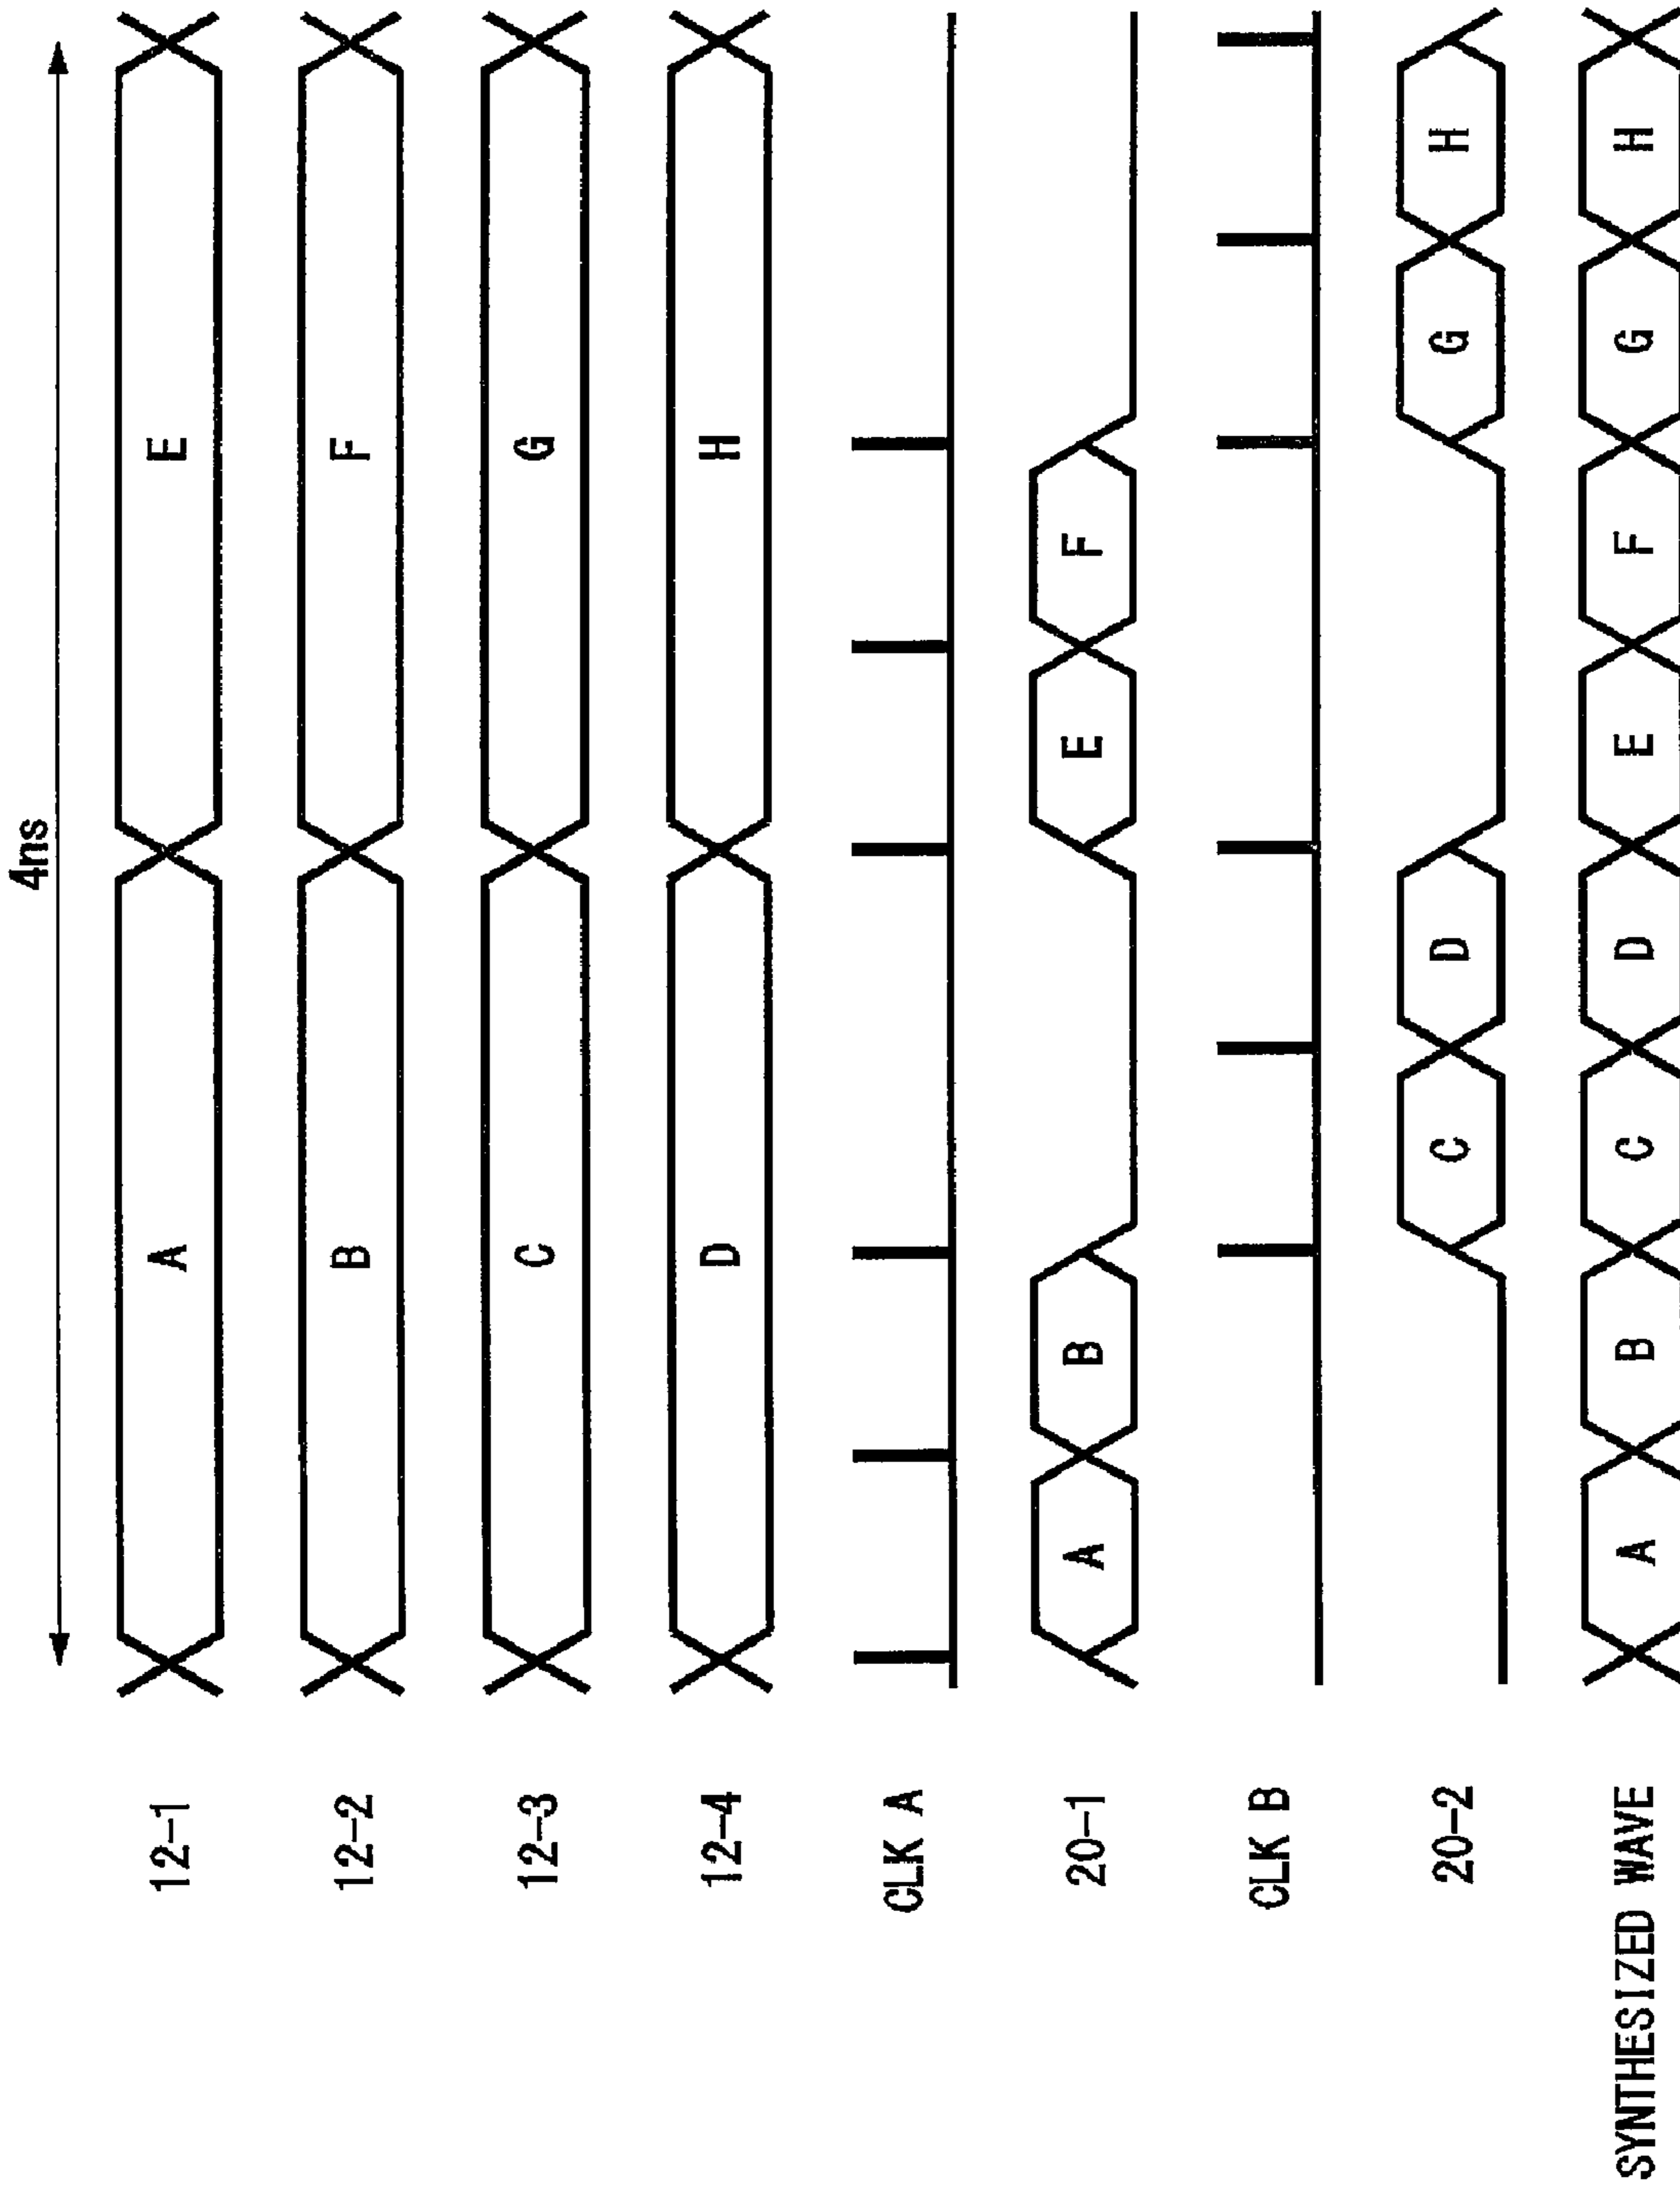 4ns
12-1 A E
12-2 B F
12-3 C G
12-4 D H
CLK A
20-1 A B E F
CLK B
20-2 C D G H
SYNTHESIZED WAVE A B C D E F G H